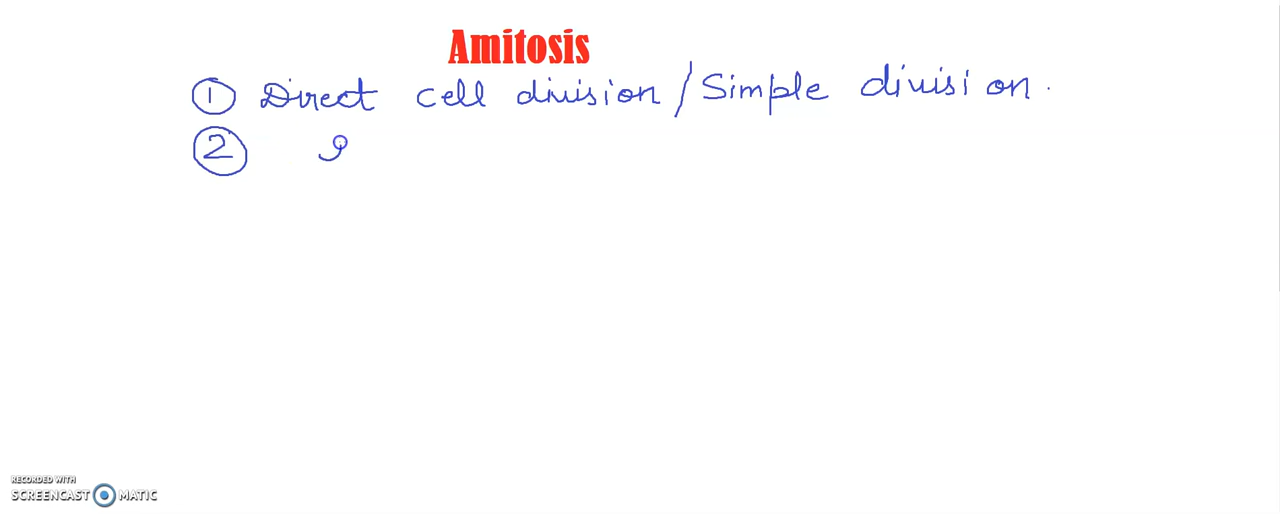 Amitosis
① Direct cell division / Simple division.
②
RECORDED WITH
SCREENCAST MATIC